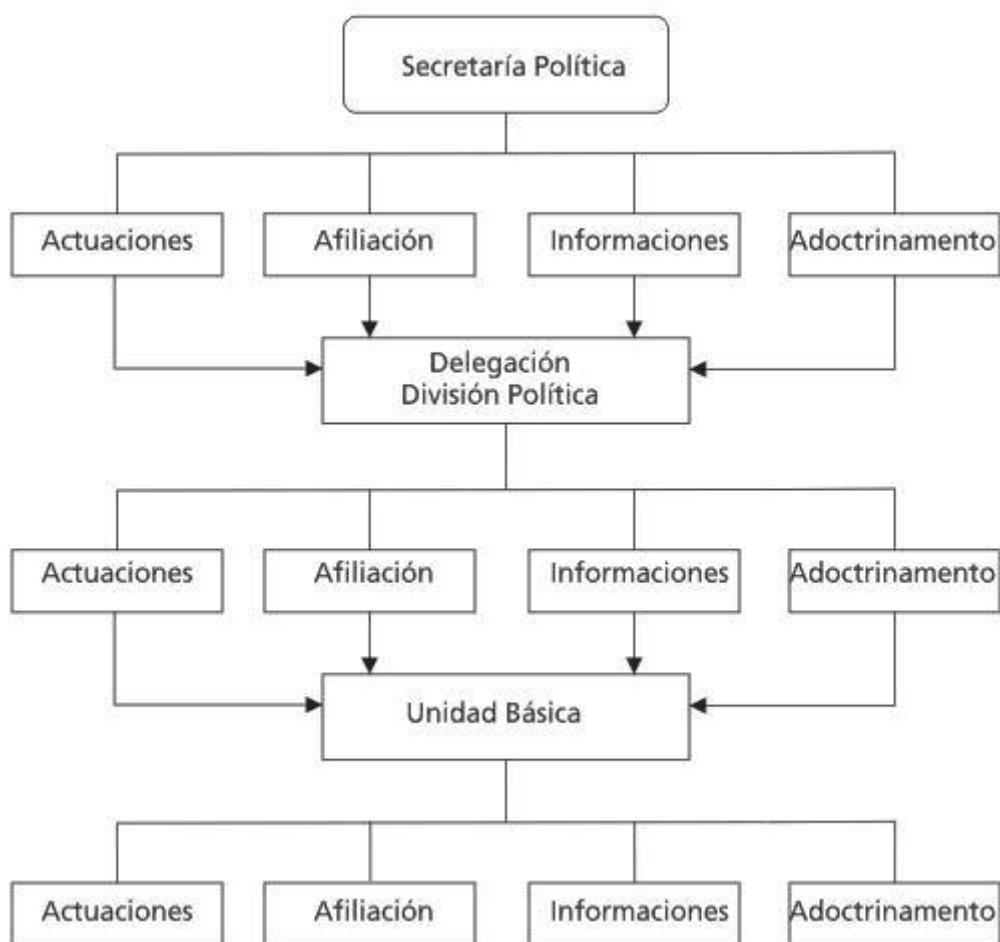 Secretaría Política
Actuaciones
Afiliación
Informaciones
Adoctrinamento
Delegación
División Política
Actuaciones
Afiliación
Informaciones
Adoctrinamento
Unidad Básica
Actuaciones
Afiliación
Informaciones
Adoctrinamento